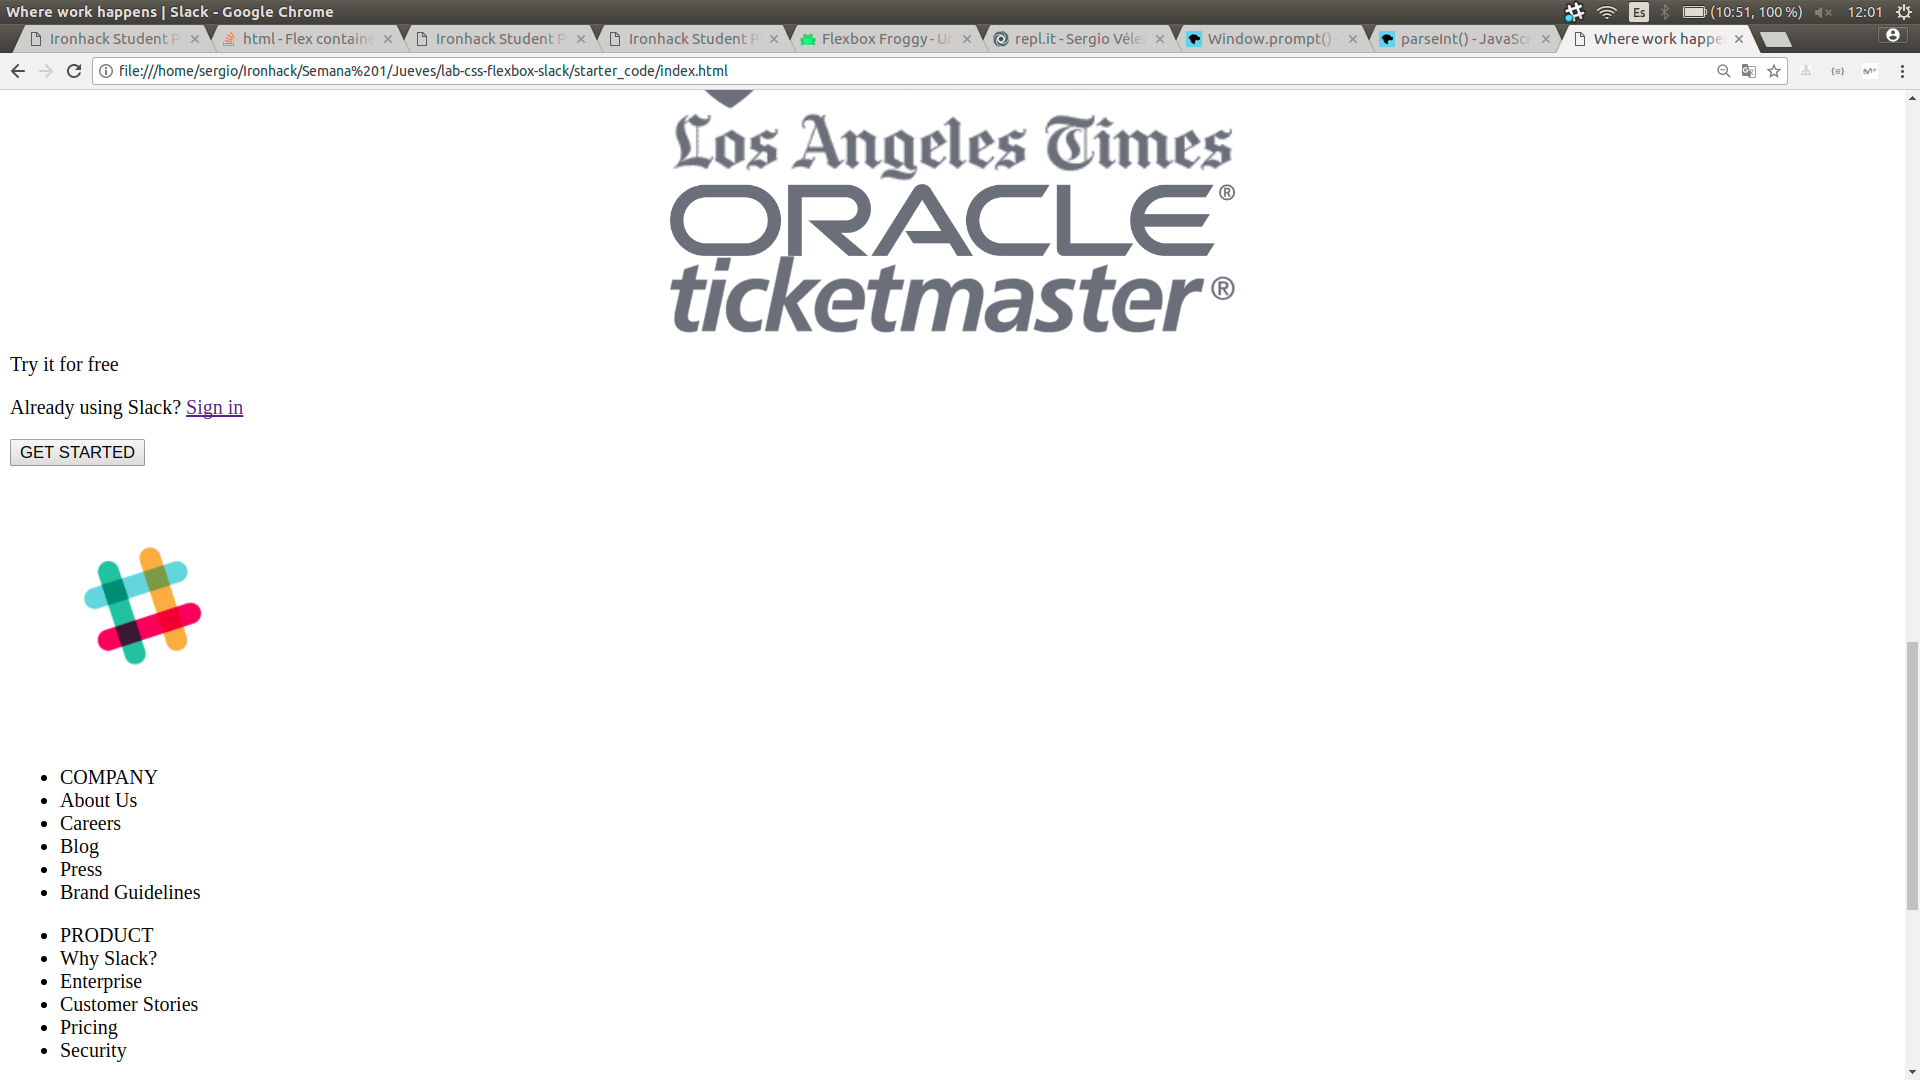 Where work happens | Slack - Google Chrome
Es
(10:51, 100 %)
12:01
Ironhack Student P
html - Flex containe
Ironhack Student P
Ironhack Student P
Flexbox Froggy - Un
repl.it - Sergio Vélez
Window.prompt() -
parseInt() - JavaScr
Where work happe
file:///home/sergio/Ironhack/Semana%201/Jueves/lab-css-flexbox-slack/starter_code/index.html
Los Angeles Times
ORACLE®
ticketmaster®
Try it for free
Already using Slack? Sign in
GET STARTED
COMPANY
About Us
Careers
Blog
Press
Brand Guidelines
PRODUCT
Why Slack?
Enterprise
Customer Stories
Pricing
Security